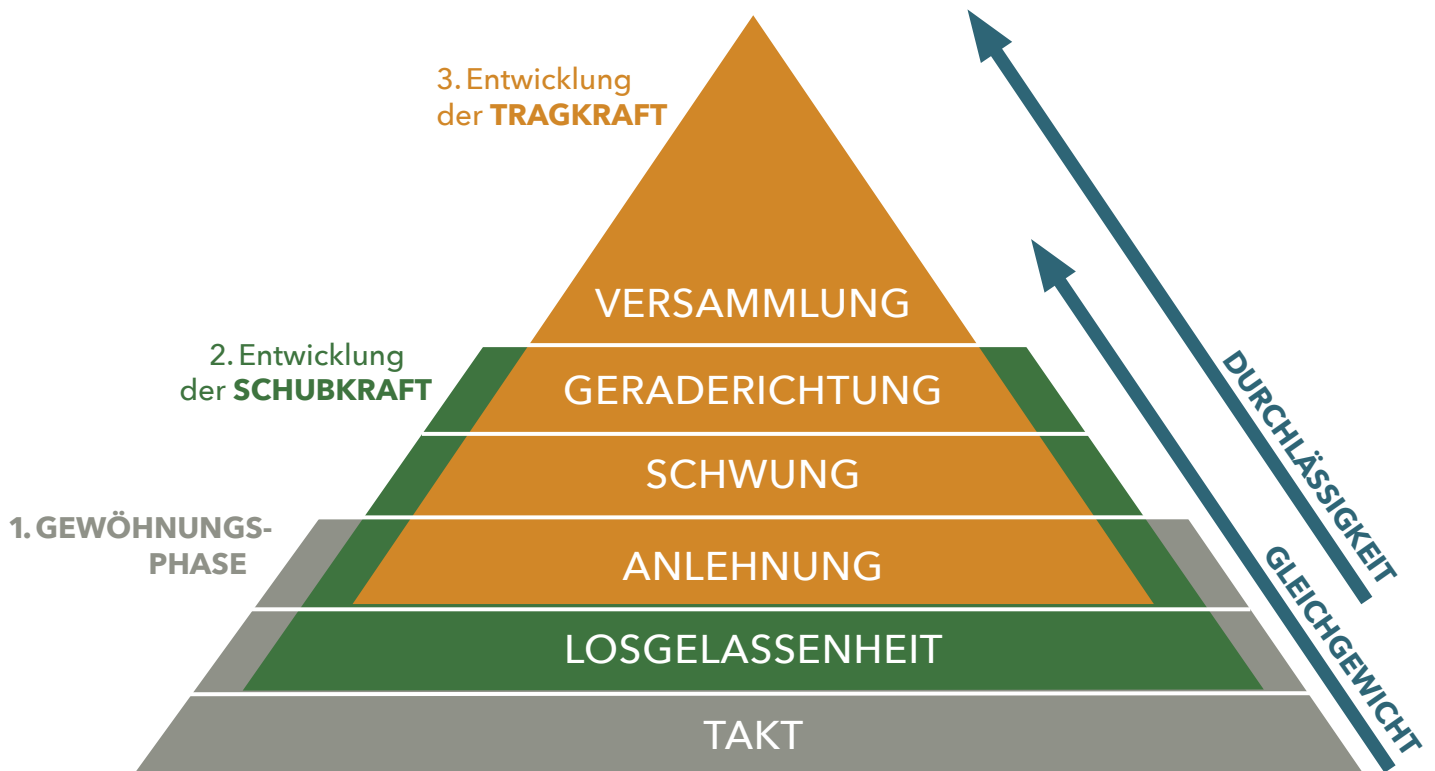 3. Entwicklung
der TRAGKRAFT
VERSAMMLUNG
2. Entwicklung
der SCHUBKRAFT
GERADERICHTUNG
SCHWUNG
1. GEWÖHNUNGS-
PHASE
ANLEHNUNG
LOSGELASSENHEIT
TAKT
DURCHLÄSSIGKEIT
GLEICHGEWICHT